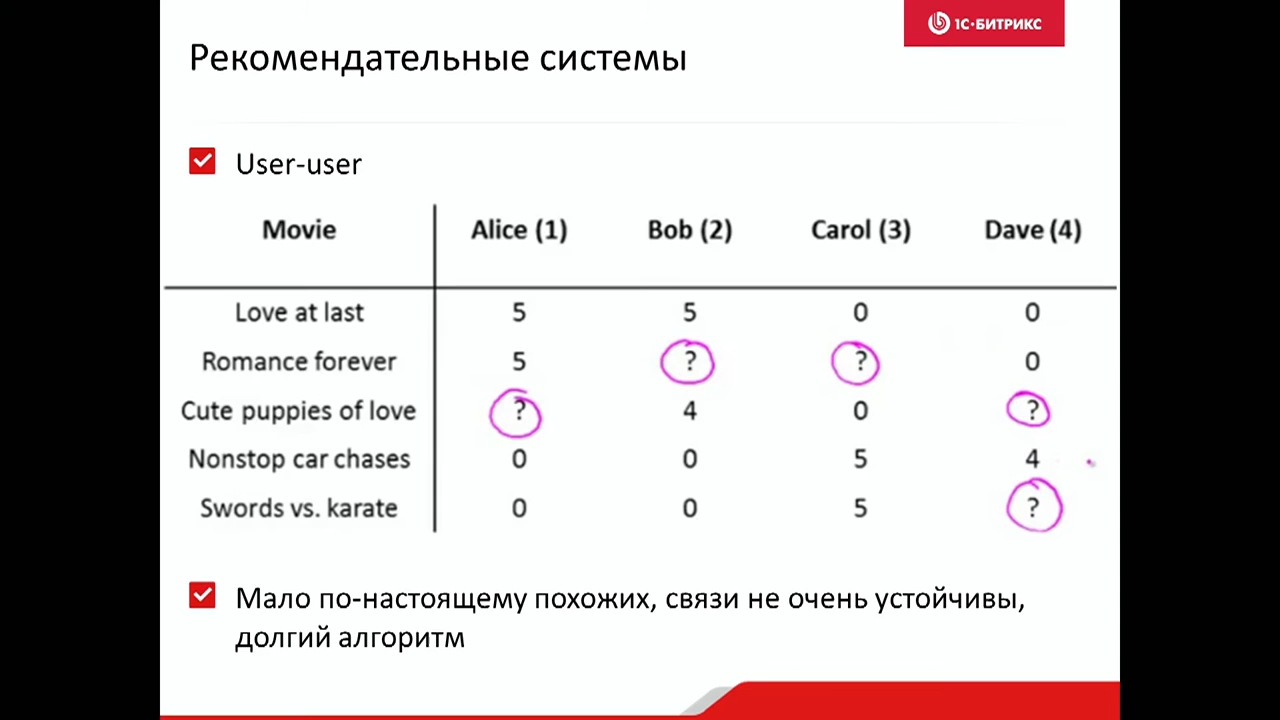 1С-БИТРИКС
Рекомендательные системы
User-user
Movie Alice (1) Bob (2) Carol (3) Dave (4)
Love at last 5 5 0 0
Romance forever 5 ? ? 0
Cute puppies of love ? 4 0 ?
Nonstop car chases 0 0 5 4
Swords vs. karate 0 0 5 ?
Мало по-настоящему похожих, связи не очень устойчивы,
долгий алгоритм